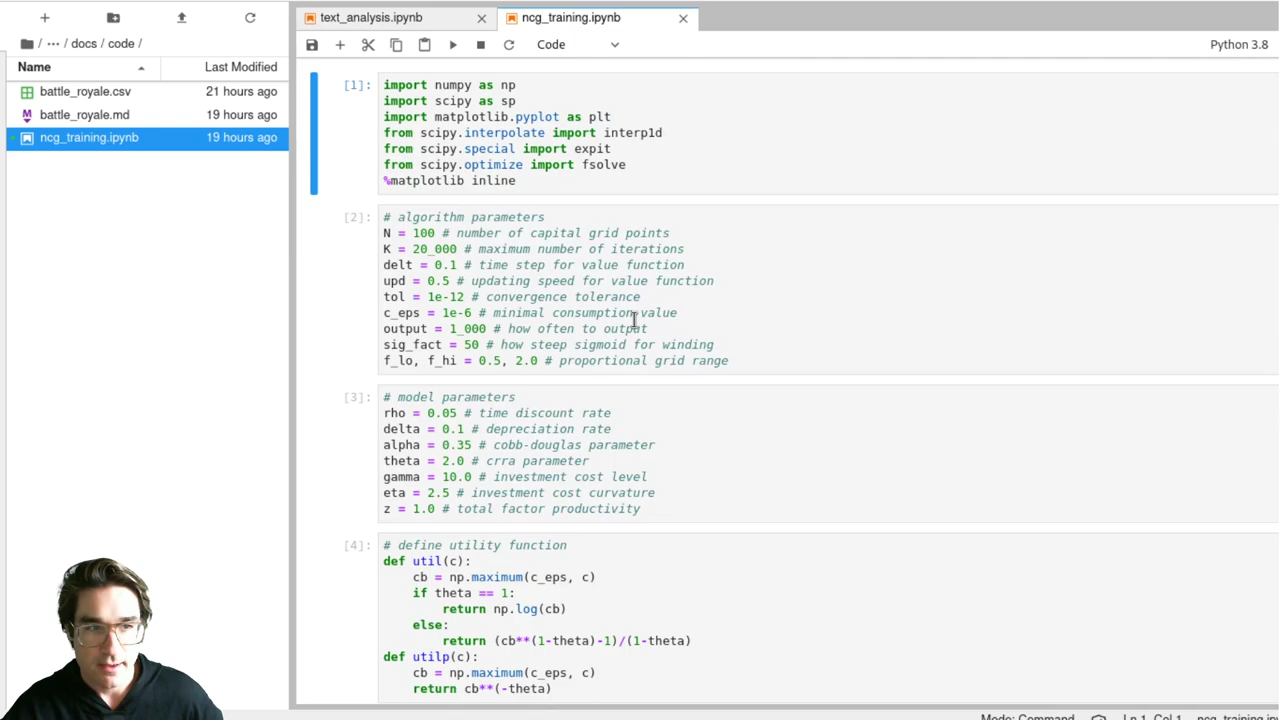 text_analysis.ipynb
ncg_training.ipynb
/ ··· / docs / code /
Code
Python 3.8
Name
Last Modified
battle_royale.csv
21 hours ago
battle_royale.md
19 hours ago
ncg_training.ipynb
19 hours ago
[1]:
import numpy as np
import scipy as sp
import matplotlib.pyplot as plt
from scipy.interpolate import interp1d
from scipy.special import expit
from scipy.optimize import fsolve
%matplotlib inline
[2]:
# algorithm parameters
N = 100 # number of capital grid points
K = 20_000 # maximum number of iterations
delt = 0.1 # time step for value function
upd = 0.5 # updating speed for value function
tol = 1e-12 # convergence tolerance
c_eps = 1e-6 # minimal consumption value
output = 1_000 # how often to output
sig_fact = 50 # how steep sigmoid for winding
f_lo, f_hi = 0.5, 2.0 # proportional grid range
[3]:
# model parameters
rho = 0.05 # time discount rate
delta = 0.1 # depreciation rate
alpha = 0.35 # cobb-douglas parameter
theta = 2.0 # crra parameter
gamma = 10.0 # investment cost level
eta = 2.5 # investment cost curvature
z = 1.0 # total factor productivity
[4]:
# define utility function
def util(c):
    cb = np.maximum(c_eps, c)
    if theta == 1:
        return np.log(cb)
    else:
        return (cb**(1-theta)-1)/(1-theta)
def utilp(c):
    cb = np.maximum(c_eps, c)
    return cb**(-theta)
Mode: Command
Ln 1, Col 1